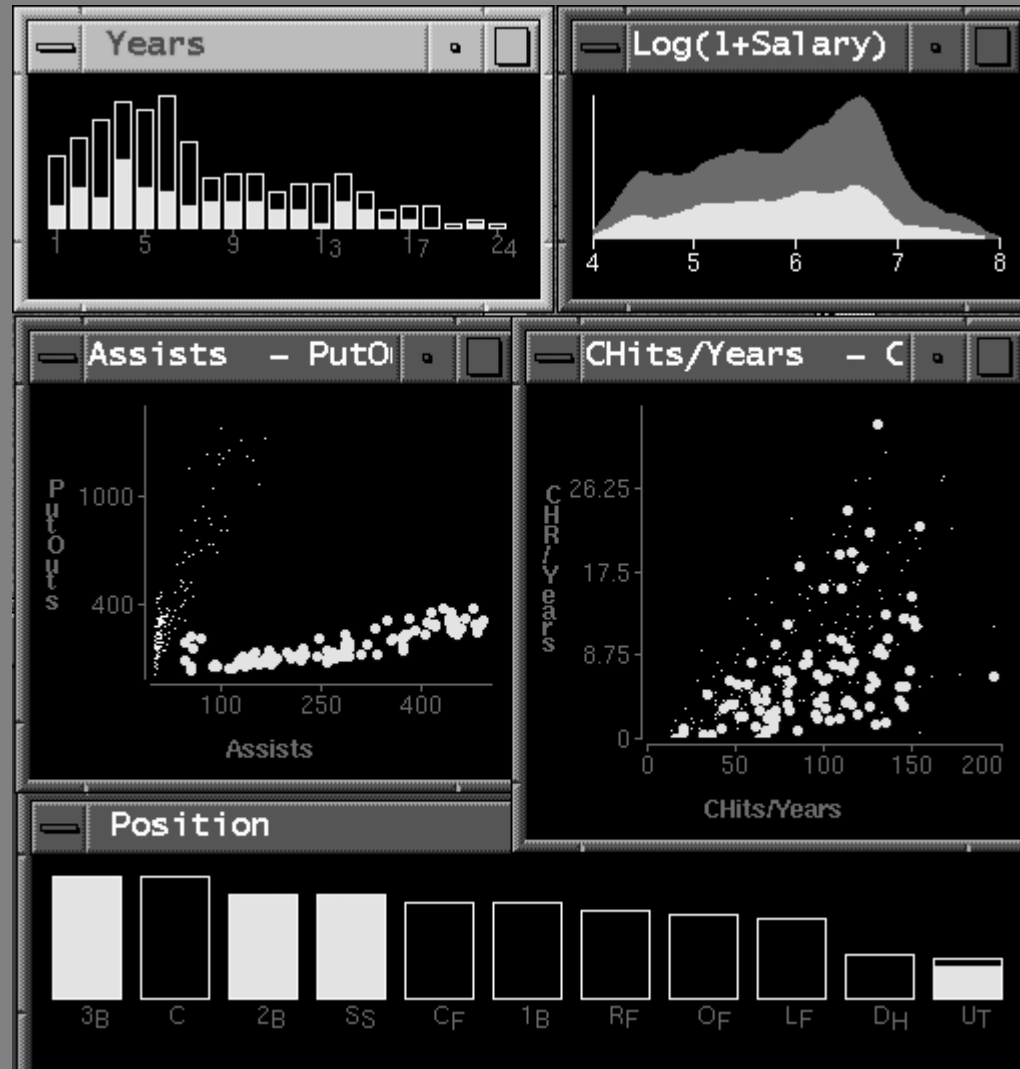 Years
Log(1+Salary)
1 5 9 13 17 24
4 5 6 7 8
Assists - PutO
CHits/Years - C
PutOuts
1000
400
100 250 400
Assists
CHR/Years
26.25
17.5
8.75
0
0 50 100 150 200
CHits/Years
Position
3B C 2B SS CF 1B RF OF LF DH UT